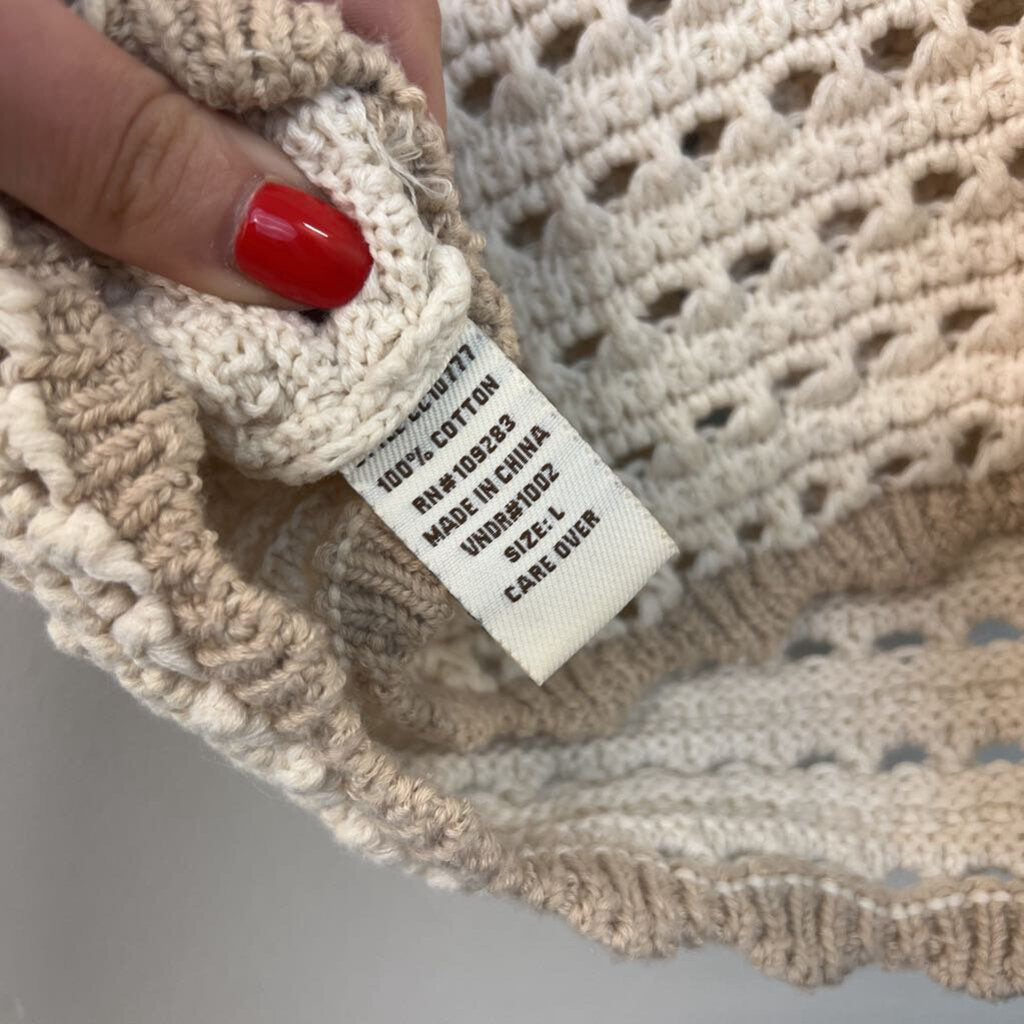 100% COTTON
RN#109283
MADE IN CHINA
VNDR#1002
SIZE: L
CARE OVER